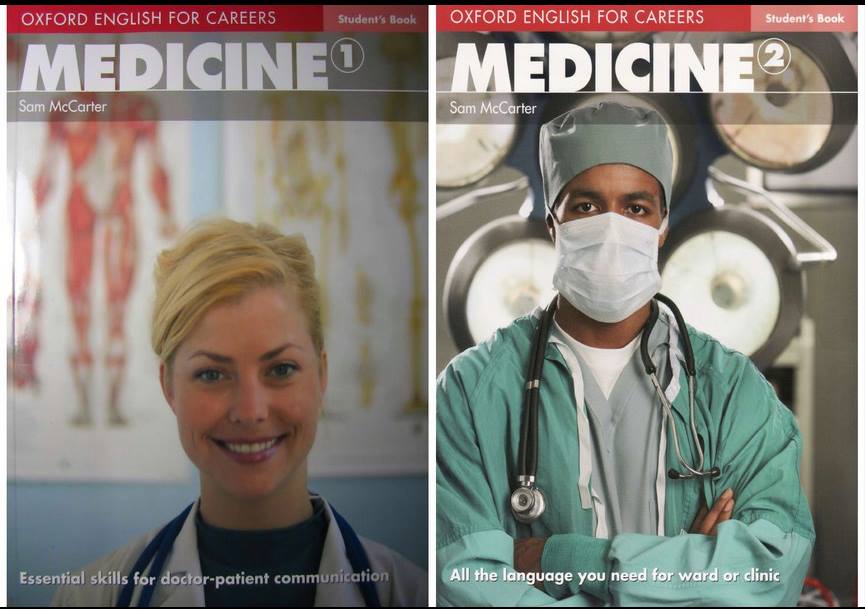 OXFORD ENGLISH FOR CAREERS
Student's Book
MEDICINE 1
Sam McCarter
Essential skills for doctor-patient communication
OXFORD ENGLISH FOR CAREERS
Student's Book
MEDICINE 2
Sam McCarter
All the language you need for ward or clinic